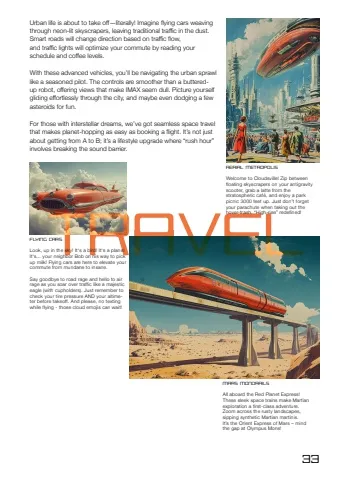 Urban life is about to take off—literally! Imagine flying cars weaving
through neon-lit skyscrapers, leaving traditional traffic in the dust.
Smart roads will change direction based on traffic flow,
and traffic lights will optimize your commute by reading your
schedule and coffee levels.
With these advanced vehicles, you'll be navigating the urban sprawl
like a seasoned pilot. The controls are smoother than a buttered-
up robot, offering views that make IMAX seem dull. Picture yourself
gliding effortlessly through the city, and maybe even dodging a few
asteroids for fun.
For those with interstellar dreams, we've got seamless space travel
that makes planet-hopping as easy as booking a flight. It's not just
about getting from A to B; it's a lifestyle upgrade where "rush hour"
involves breaking the sound barrier.
AERIAL METROPOLIS
Welcome to Cloudsville! Zip between
floating skyscrapers on your antigravity
scooter, grab a latte from the
stratospheric café, and enjoy a park
picnic 3000 feet up. Just don't forget
your parachute when taking out the
hover-trash. "High-rise" redefined!
TRAVEL
FLYING CARS
Look, up in the sky! It's a bird! It's a plane!
It's... your neighbor Bob on his way to pick
up milk! Flying cars are here to elevate your
commute from mundane to insane.
Say goodbye to road rage and hello to air
rage as you soar over traffic like a majestic
eagle (with cupholders). Just remember to
check your tire pressure AND your altime-
ter before takeoff. And please, no texting
while flying - those cloud emojis can wait!
MARS MONORAILS
All aboard the Red Planet Express!
These sleek space trains make Martian
exploration a first-class adventure.
Zoom across the rusty landscapes,
sipping synthetic Martian martinis.
It's the Orient Express of Mars – mind
the gap at Olympus Mons!
33